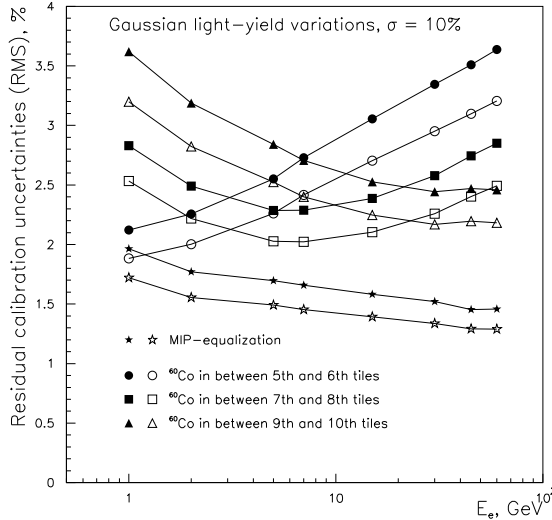 Gaussian light-yield variations, σ = 10%
Residual calibration uncertainties (RMS), %
4
3.5
3
2.5
2
1.5
1
0.5
0
MIP-equalization
⁶⁰Co in between 5th and 6th tiles
⁶⁰Co in between 7th and 8th tiles
⁶⁰Co in between 9th and 10th tiles
1
10
10²
Eₑ, GeV